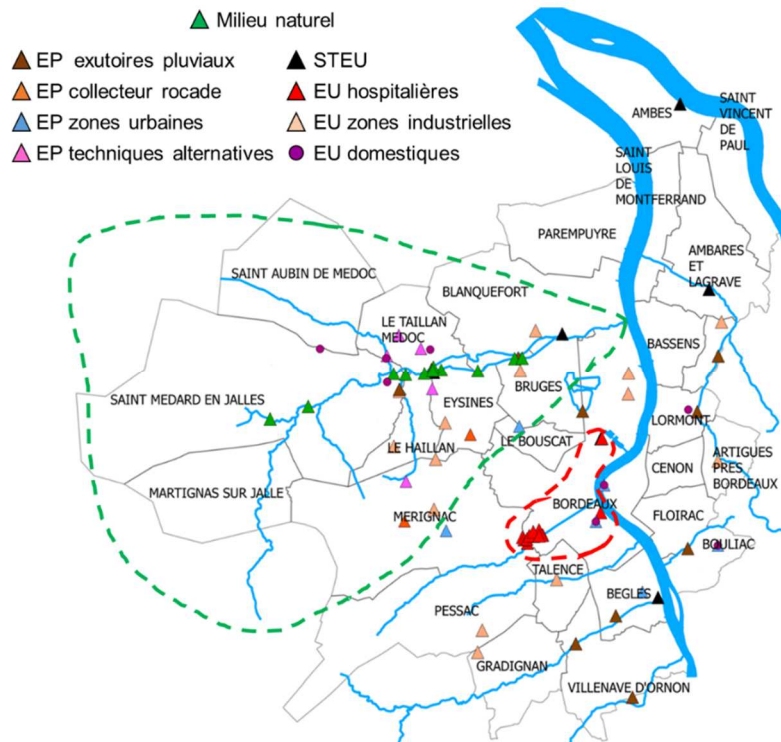 Milieu naturel
EP exutoires pluviaux
STEU
EP collecteur rocade
EU hospitalières
EP zones urbaines
EU zones industrielles
EP techniques alternatives
EU domestiques
AMBES
SAINT
VINCENT
DE
PAUL
SAINT
LOUIS
DE
MONTFERRAND
PAREMPUYRE
AMBARES
ET
LAGRAVE
SAINT AUBIN DE MEDOC
BLANQUEFORT
LE TAILLAN
MEDOC
BASSENS
BRUGES
SAINT MEDARD EN JALLES
EYSINES
LORMONT
LE HAILLAN
LE BOUSCAT
ARTIGUES
PRES
BORDEAUX
CENON
MARTIGNAS SUR JALLE
BORDEAUX
MERIGNAC
FLOIRAC
BOULIAC
TALENCE
BEGLES
PESSAC
GRADIGNAN
VILLENAVE D'ORNON